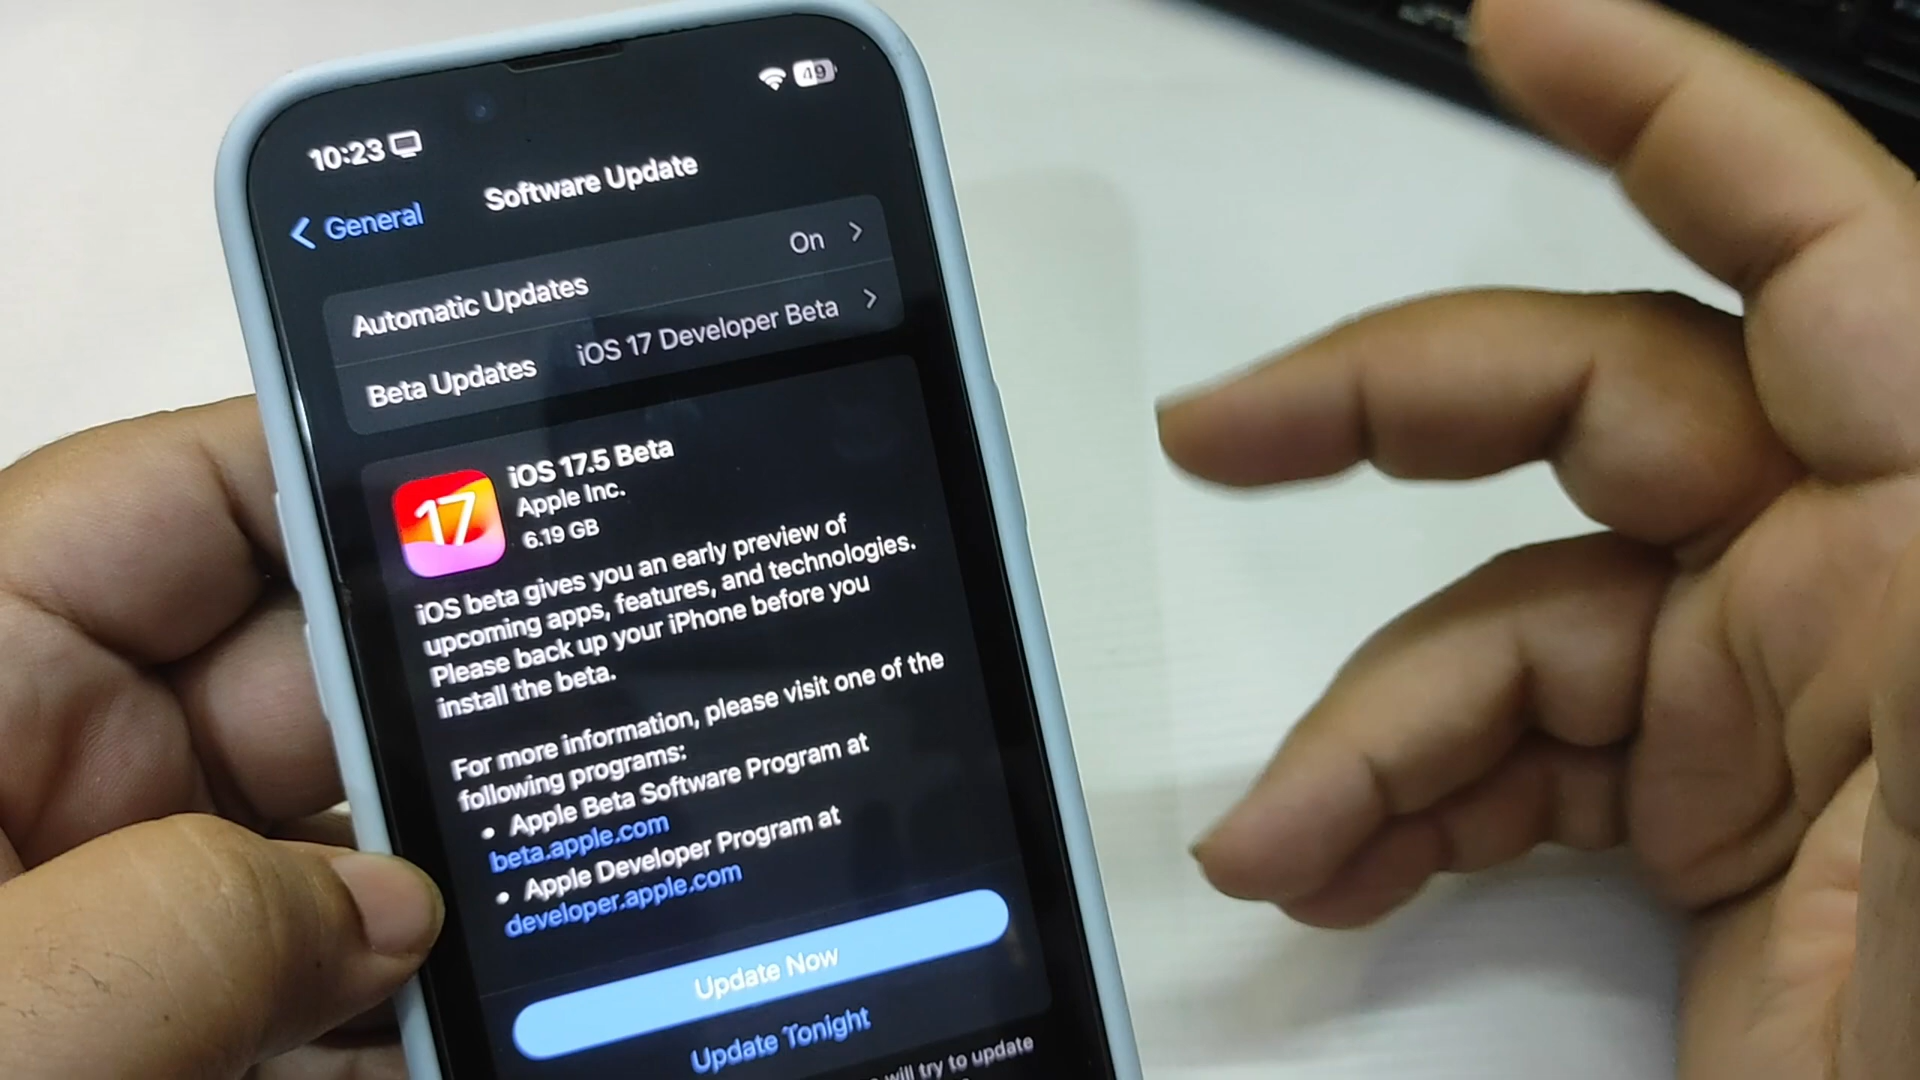 10:23
49
General
Software Update
Automatic Updates On
Beta Updates iOS 17 Developer Beta
17
iOS 17.5 Beta
Apple Inc.
6.19 GB
iOS beta gives you an early preview of
upcoming apps, features, and technologies.
Please back up your iPhone before you
install the beta.
For more information, please visit one of the
following programs:
• Apple Beta Software Program at
beta.apple.com
• Apple Developer Program at
developer.apple.com
Update Now
Update Tonight
will try to update